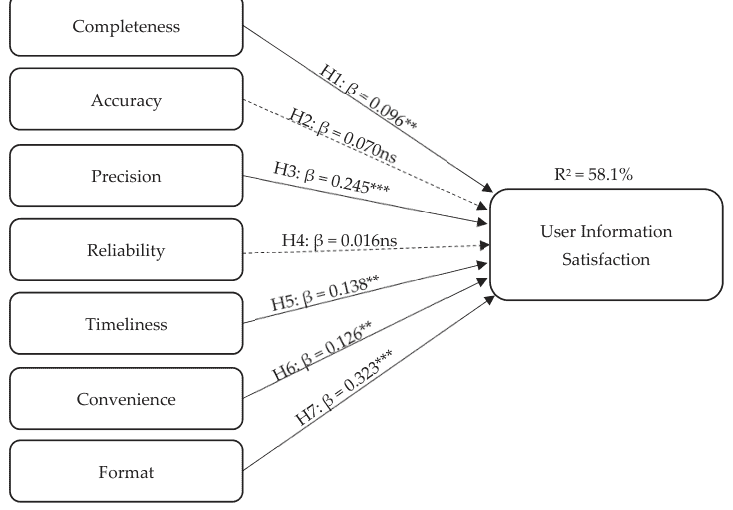 Completeness
H1: β = 0.096**
Accuracy
H2: β = 0.070ns
Precision
H3: β = 0.245***
R² = 58.1%
User Information
Satisfaction
Reliability
H4: β = 0.016ns
Timeliness
H5: β = 0.138**
Convenience
H6: β = 0.126**
Format
H7: β = 0.323***